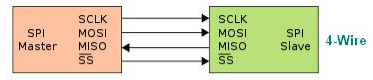 SPI Master
SCLK
MOSI
MISO
SS
SCLK
MOSI
MISO
SS
SPI Slave
4-Wire